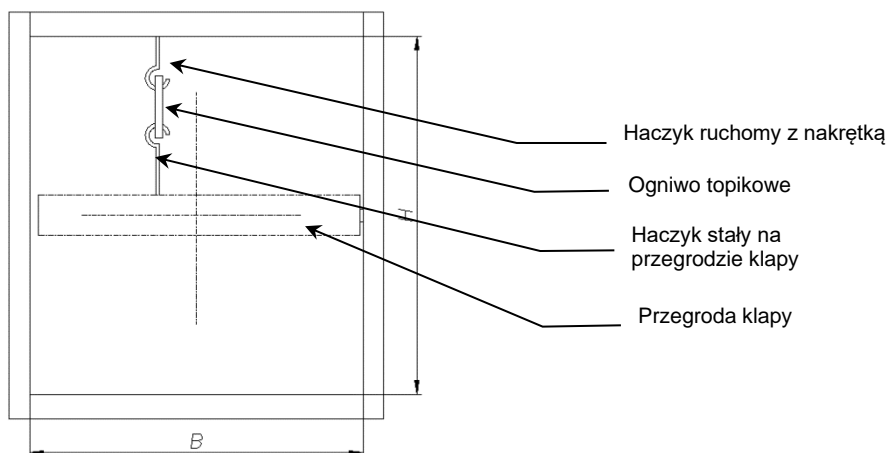 Haczyk ruchomy z nakrętką
Ogniwo topikowe
H
Haczyk stały na
przegrodzie klapy
Przegroda klapy
B